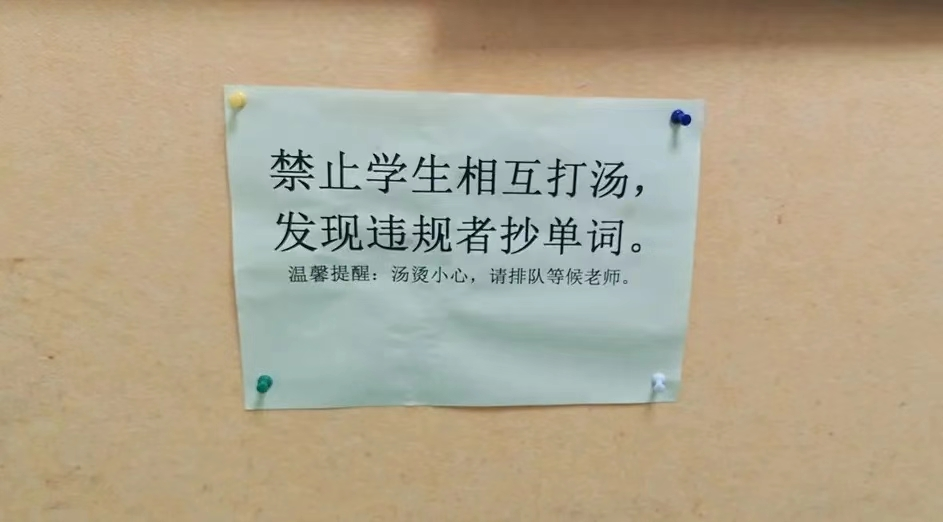 禁止学生相互打汤，
发现违规者抄单词。
温馨提醒：汤烫小心，请排队等候老师。